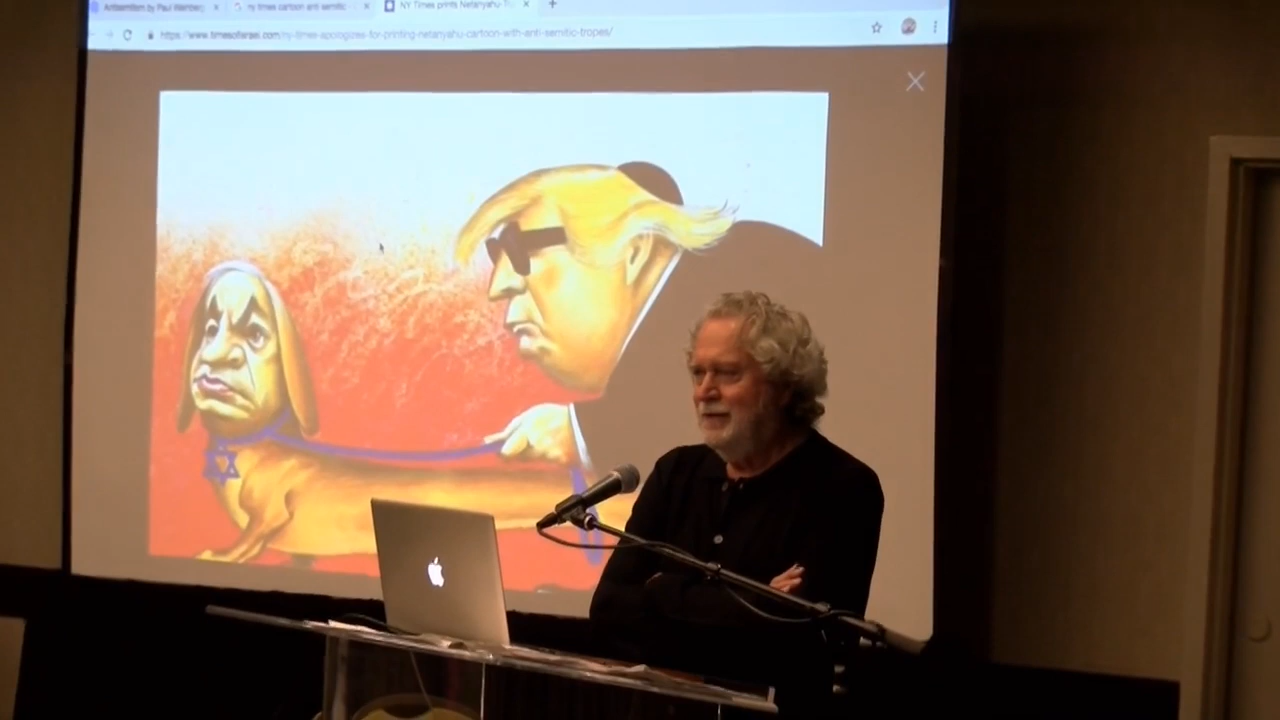 Antisemitism by Paul Weinberg
ny times cartoon anti semitic
NY Times prints Netanyahu-T
https://www.timesofisrael.com/ny-times-apologizes-for-printing-netanyahu-cartoon-with-anti-semitic-tropes/